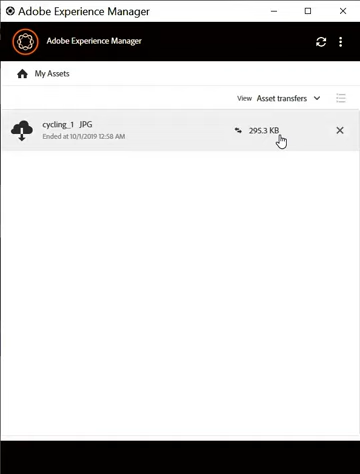 Adobe Experience Manager
Adobe Experience Manager
My Assets
View Asset transfers
cycling_1 JPG
295.3 KB
Ended at 10/1/2019 12:58 AM